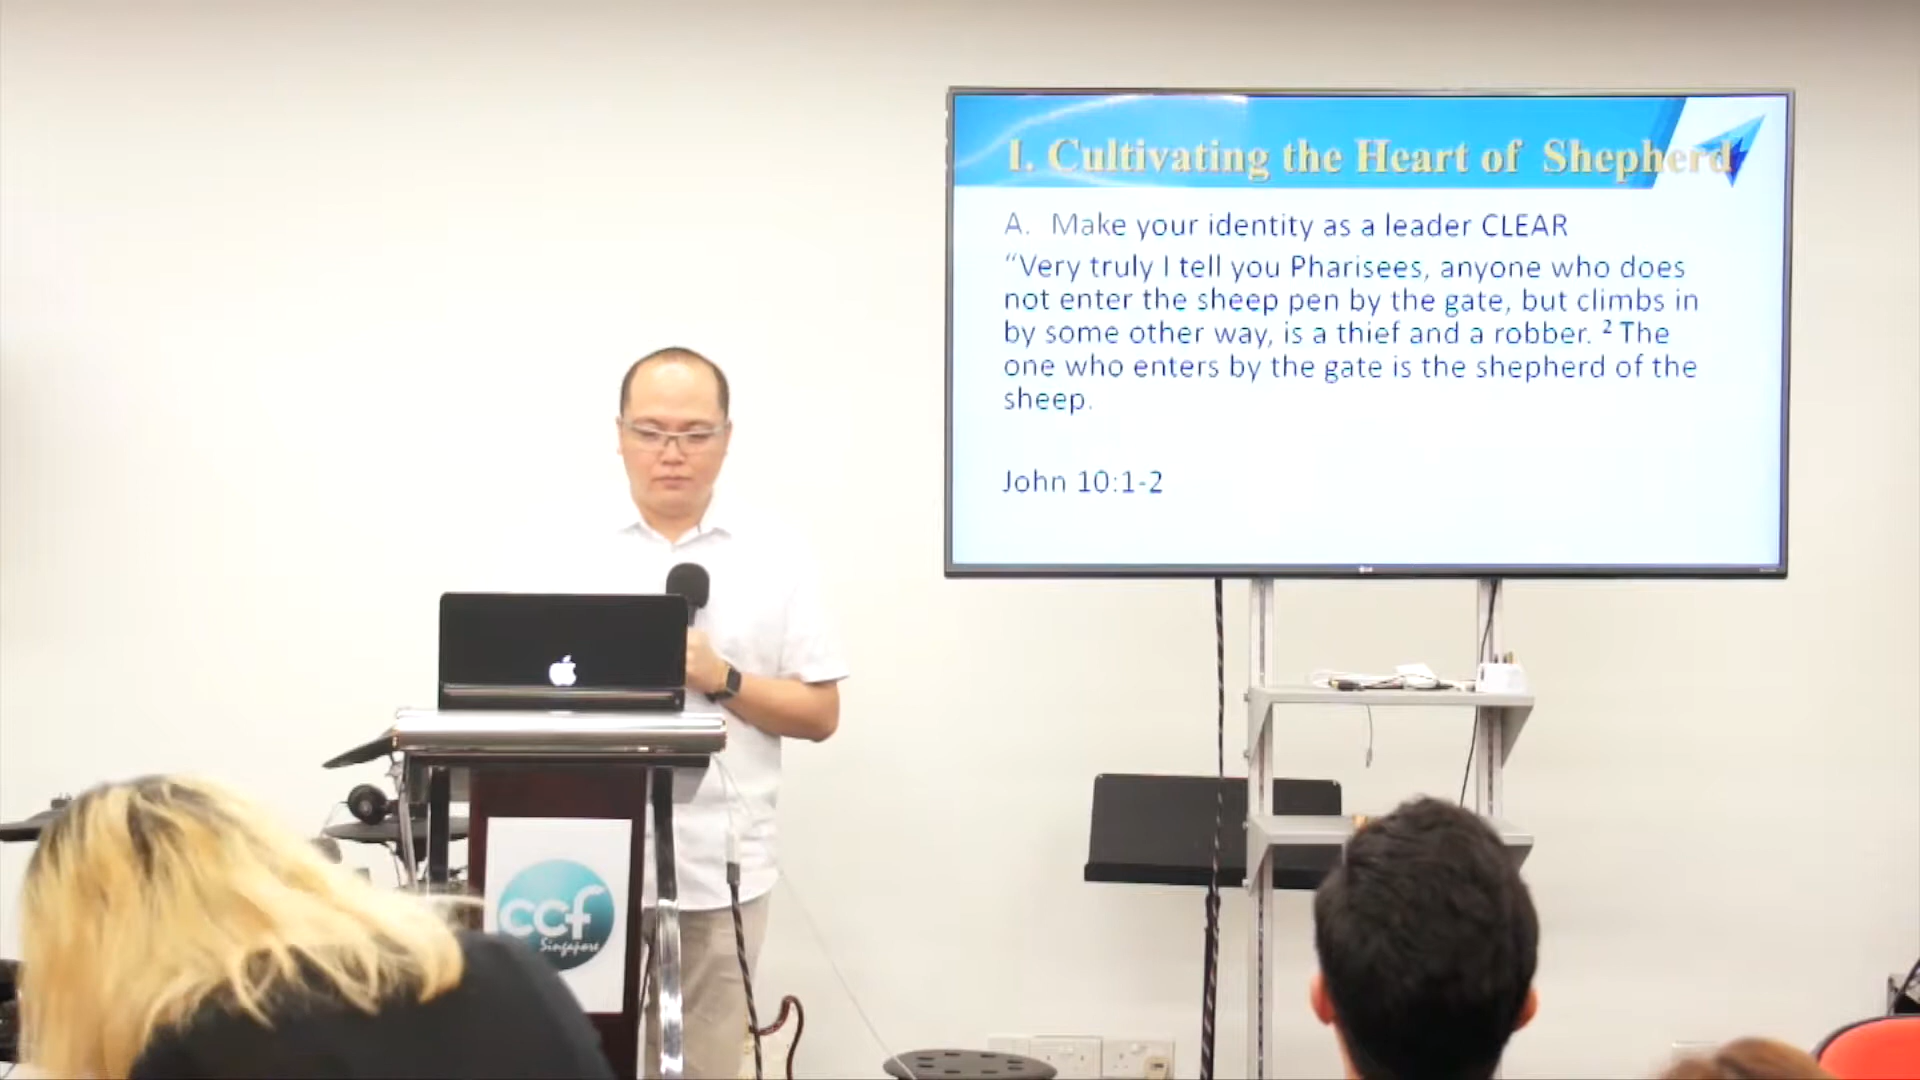 I. Cultivating the Heart of Shepherd
A. Make your identity as a leader CLEAR
“Very truly I tell you Pharisees, anyone who does
not enter the sheep pen by the gate, but climbs in
by some other way, is a thief and a robber. ² The
one who enters by the gate is the shepherd of the
sheep.
John 10:1-2
LG
ccf
Singapore